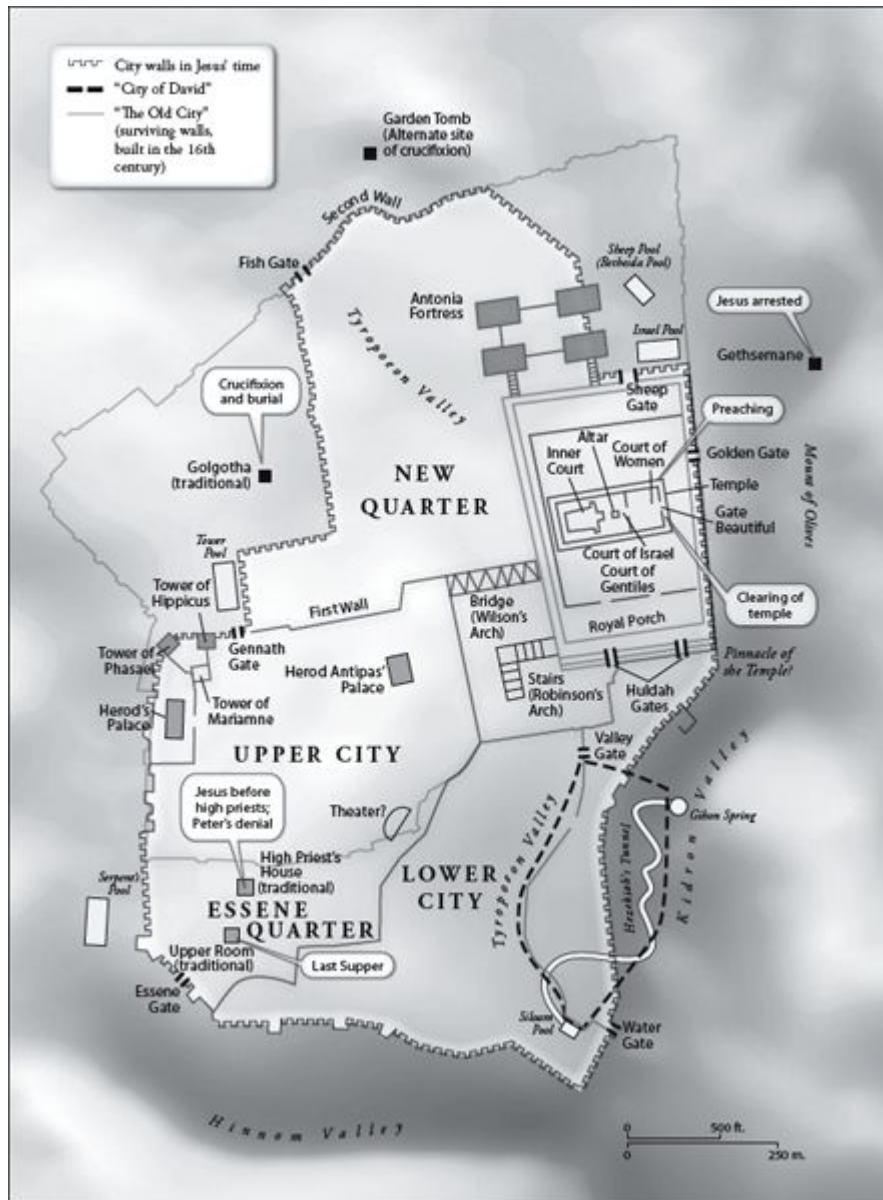 City walls in Jesus' time
"City of David"
"The Old City"
(surviving walls,
built in the 16th
century)
Garden Tomb
(Alternate site
of crucifixion)
Second Wall
Fish Gate
Sheep Pool
(Bethesda Pool)
Antonia
Fortress
Tyropoeon Valley
Israel Pool
Jesus arrested
Gethsemane
Sheep
Gate
Crucifixion
and burial
Preaching
Golgotha
(traditional)
NEW
QUARTER
Altar
Inner
Court
Court of
Women
Golden Gate
Temple
Gate
Beautiful
Mount of Olives
Court of Israel
Court of
Gentiles
Tower
Pool
Tower of
Hippicus
First Wall
Bridge
(Wilson's
Arch)
Clearing of
temple
Royal Porch
Tower of
Phasael
Gennath
Gate
Herod Antipas'
Palace
Stairs
(Robinson's
Arch)
Pinnacle of
the Temple?
Huldah
Gates
Herod's
Palace
Tower of
Mariamne
UPPER CITY
Valley
Gate
Jesus before
high priests;
Peter's denial
Theater?
Gihon Spring
Kidron Valley
Hezekiah's Tunnel
Tyropoeon Valley
High Priest's
House
(traditional)
LOWER
CITY
Serpent's
Pool
ESSENE
QUARTER
Upper Room
(traditional)
Last Supper
Essene
Gate
Siloam
Pool
Water
Gate
Hinnom Valley
0 500 ft.
0 250 m.